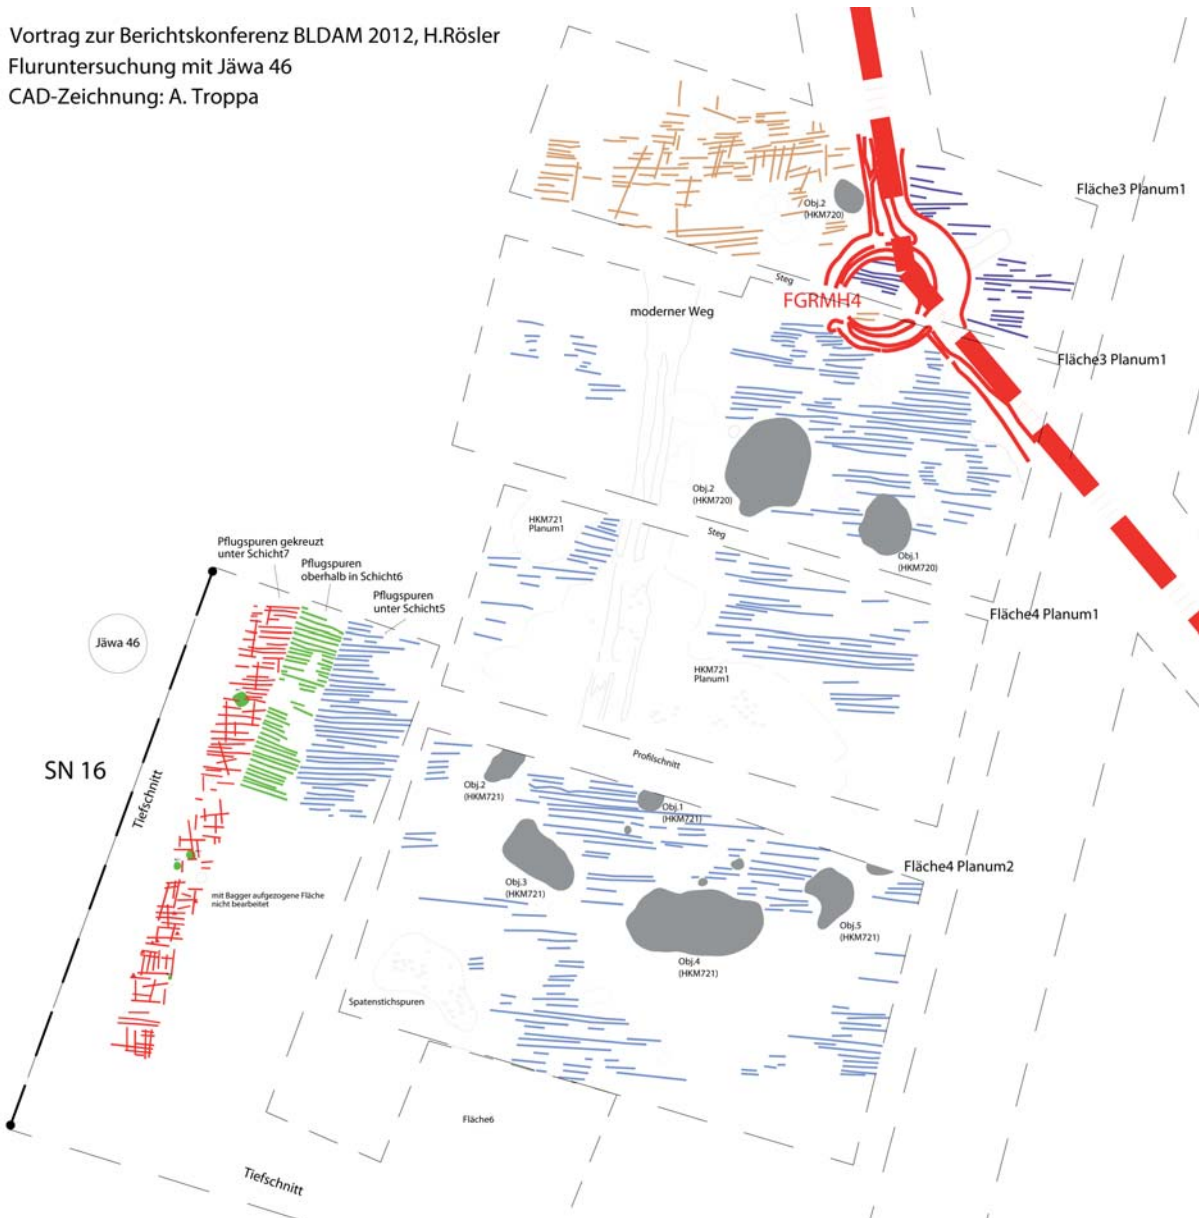 Vortrag zur Berichtskonferenz BLDAM 2012, H.Rösler
Fluruntersuchung mit Jäwa 46
CAD-Zeichnung: A. Troppa
Fläche3 Planum1
Obj.2
(HKM720)
Steg
FGRMH4
moderner Weg
Fläche3 Planum1
Obj.2
(HKM720)
HKM721
Planum1
Steg
Obj.1
(HKM720)
Pflugspuren gekreuzt
unter Schicht7
Pflugspuren
oberhalb in Schicht6
Pflugspuren
unter Schicht5
Fläche4 Planum1
Jäwa 46
HKM721
Planum1
SN 16
Tiefschnitt
Profilschnitt
Obj.2
(HKM721)
Obj.1
(HKM721)
Fläche4 Planum2
Obj.3
(HKM721)
mit Bagger aufgezogene Fläche
nicht bearbeitet
Obj.5
(HKM721)
Obj.4
(HKM721)
Spatenstichspuren
Fläche6
Tiefschnitt